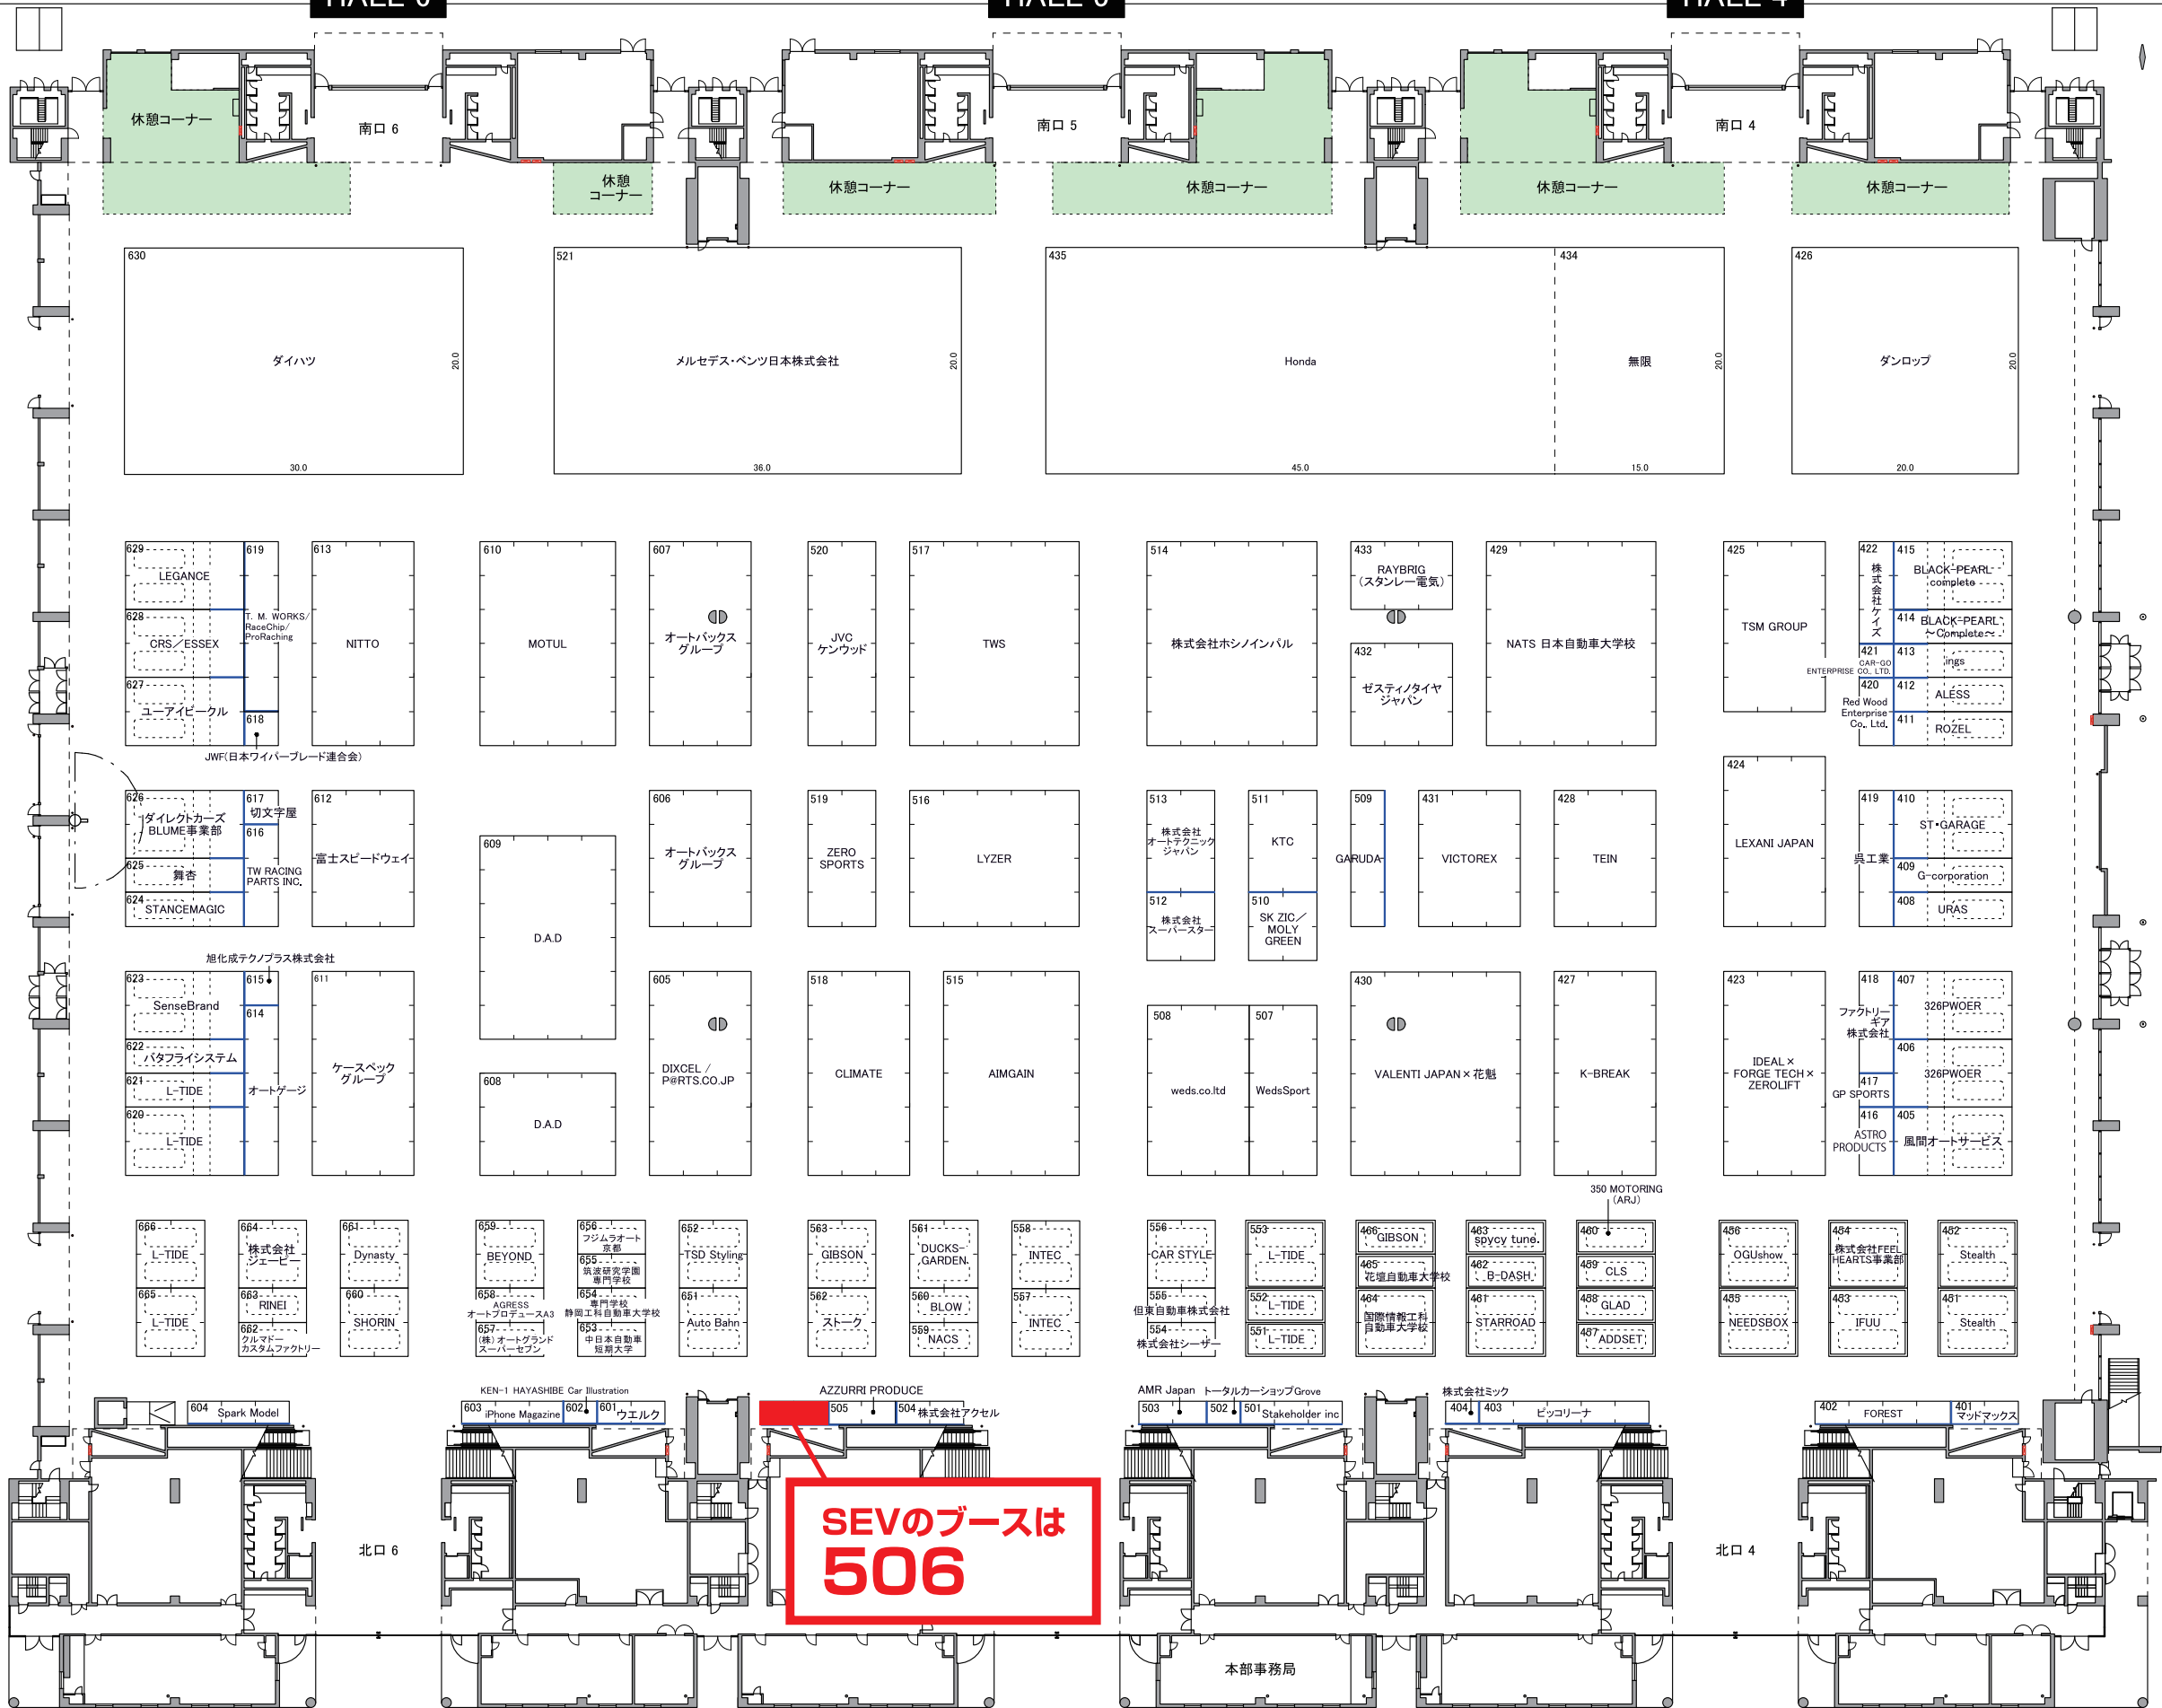 HALL 6
HALL 5
HALL 4
休憩コーナー
南口 6
南口 5
南口 4
休憩
コーナー
休憩コーナー
休憩コーナー
休憩コーナー
休憩コーナー
630
ダイハツ
20.0
30.0
521
メルセデス・ベンツ日本株式会社
20.0
36.0
435
Honda
45.0
434
無限
20.0
15.0
426
ダンロップ
20.0
20.0
629
LEGANCE
628
CRS/ESSEX
627
ユーアイビークル
619
T. M. WORKS/
RaceChip/
ProRaching
618
JWF(日本ワイパーブレード連合会)
613
NITTO
610
MOTUL
607
オートバックス
グループ
520
JVC
ケンウッド
517
TWS
514
株式会社ホシノインパル
433
RAYBRIG
(スタンレー電気)
432
ゼスティノタイヤ
ジャパン
429
NATS 日本自動車大学校
425
TSM GROUP
422
株式会社ケイズ
415
BLACK-PEARL
complete
414
BLACK-PEARL
～Complete～
421
CAR-GO
ENTERPRISE CO., LTD.
413
ings
420
Red Wood
Enterprise
Co., Ltd.
412
ALESS
411
ROZEL
626
ダイレクトカーズ
BLUME事業部
625
舞杏
624
STANCEMAGIC
617
切文字屋
616
TW RACING
PARTS INC.
612
富士スピードウェイ
609
D.A.D
606
オートバックス
グループ
519
ZERO
SPORTS
516
LYZER
513
株式会社
オートテクニック
ジャパン
512
株式会社
スーパースター
511
KTC
510
SK ZIC/
MOLY
GREEN
509
GARUDA
431
VICTOREX
428
TEIN
424
LEXANI JAPAN
419
呉工業
410
ST・GARAGE
409
G-corporation
408
URAS
旭化成テクノプラス株式会社
623
SenseBrand
622
バタフライシステム
621
L-TIDE
620
L-TIDE
615
614
オートゲージ
611
ケースペック
グループ
608
D.A.D
605
DIXCEL /
P@RTS.CO.JP
518
CLIMATE
515
AIMGAIN
508
weds.co.ltd
507
WedsSport
430
VALENTI JAPAN×花魁
427
K-BREAK
423
IDEAL×
FORGE TECH×
ZEROLIFT
418
ファクトリー
ギア
株式会社
407
326PWOER
406
326PWOER
417
GP SPORTS
416
ASTRO
PRODUCTS
405
風間オートサービス
350 MOTORING
(ARJ)
666
L-TIDE
665
L-TIDE
664
株式会社
ジェーピー
663
RINEI
662
クルマドー
カスタムファクトリー
661
Dynasty
660
SHORIN
659
BEYOND
658
AGRESS
オートプロデュースA3
657
(株)オートグランド
スーパーセブン
656
フジムラオート
京都
655
筑波研究学園
専門学校
654
専門学校
静岡工科自動車大学校
653
中日本自動車
短期大学
652
TSD Styling
651
Auto Bahn
563
GIBSON
562
ストーク
561
DUCKS-
GARDEN
560
BLOW
559
NACS
558
INTEC
557
INTEC
556
CAR STYLE
555
但東自動車株式会社
554
株式会社シーザー
553
L-TIDE
552
L-TIDE
551
L-TIDE
466
GIBSON
465
花壇自動車大学校
464
国際情報工科
自動車大学校
463
spycy tune.
462
B-DASH
461
STARROAD
460
459
CLS
458
GLAD
457
ADDSET
456
OGUshow
455
NEEDSBOX
454
株式会社FEEL
HEARTS事業部
453
IFUU
452
Stealth
451
Stealth
604
Spark Model
KEN-1 HAYASHIBE Car Illustration
603
iPhone Magazine
602
601
ウエルク
AZZURRI PRODUCE
505
504
株式会社アクセル
AMR Japan
トータルカーショップGrove
503
502
501
Stakeholder inc
株式会社ミック
404
403
ピッコリーナ
402
FOREST
401
マッドマックス
SEVのブースは
506
北口 6
北口 4
本部事務局